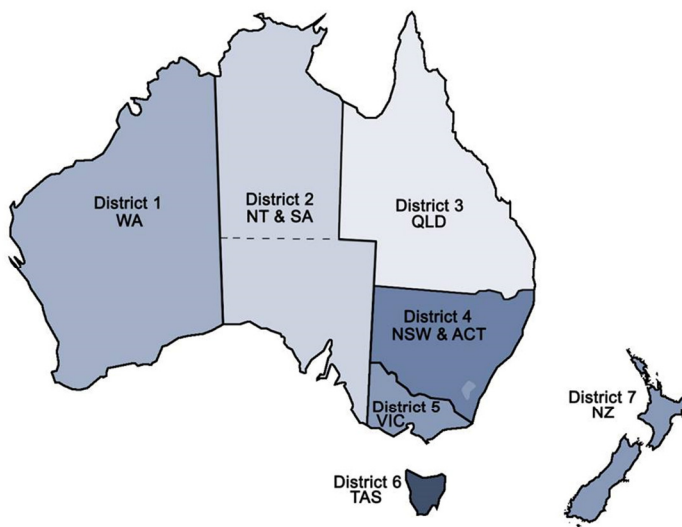 District 1
WA
District 2
NT & SA
District 3
QLD
District 4
NSW & ACT
District 5
VIC
District 6
TAS
District 7
NZ